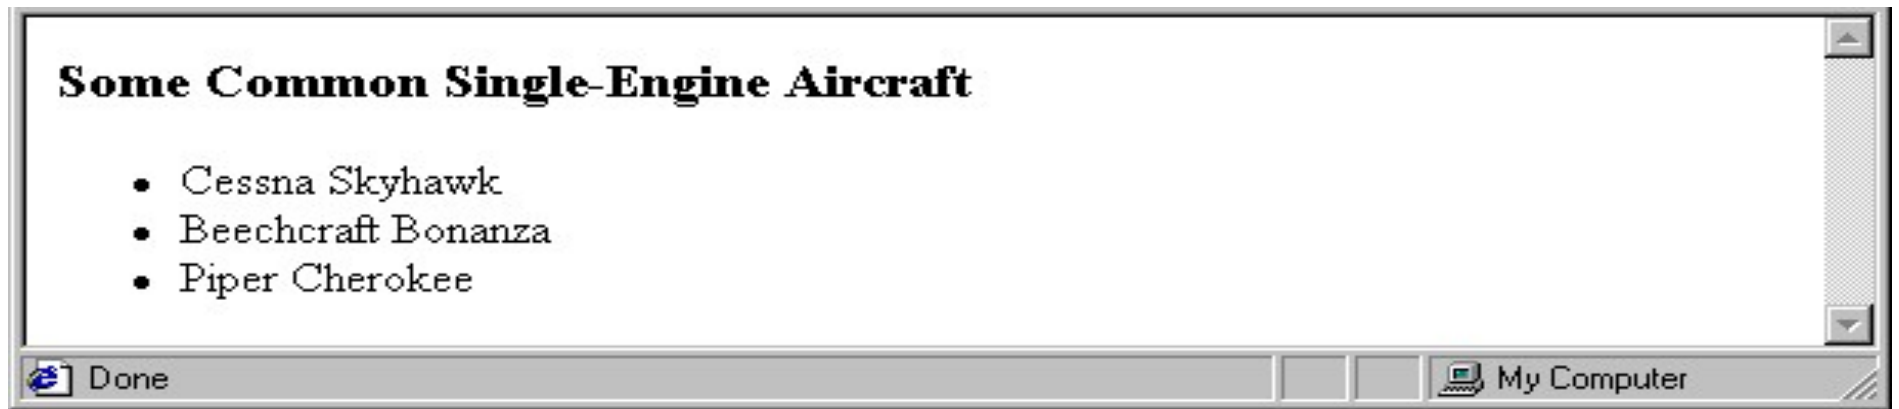 Some Common Single-Engine Aircraft
• Cessna Skyhawk
• Beechcraft Bonanza
• Piper Cherokee
Done
My Computer